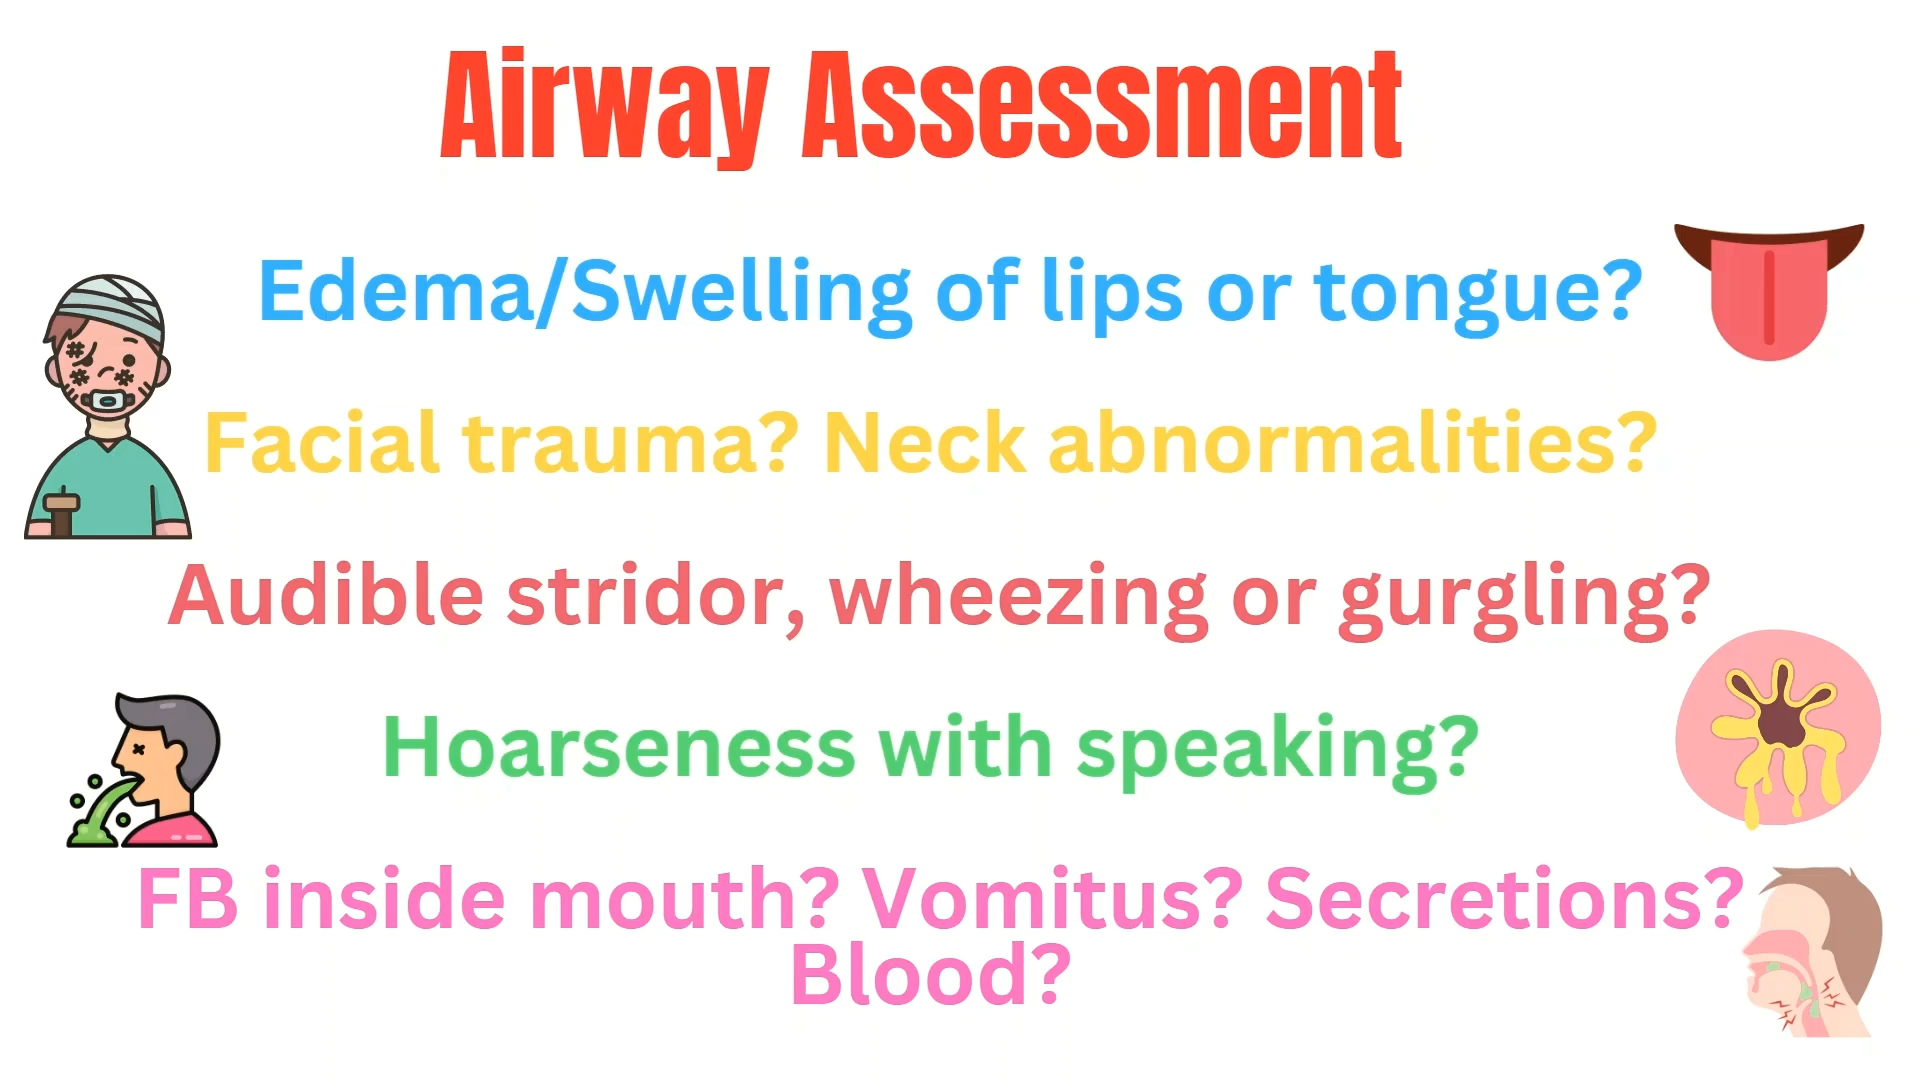 Airway Assessment
Edema/Swelling of lips or tongue?
Facial trauma? Neck abnormalities?
Audible stridor, wheezing or gurgling?
Hoarseness with speaking?
FB inside mouth? Vomitus? Secretions?
Blood?